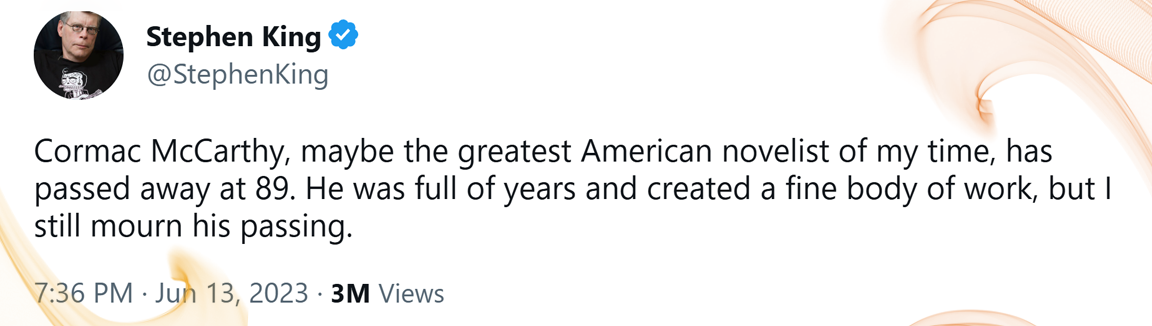 Stephen King
@StephenKing
Cormac McCarthy, maybe the greatest American novelist of my time, has
passed away at 89. He was full of years and created a fine body of work, but I
still mourn his passing.
7:36 PM · Jun 13, 2023 · 3M Views